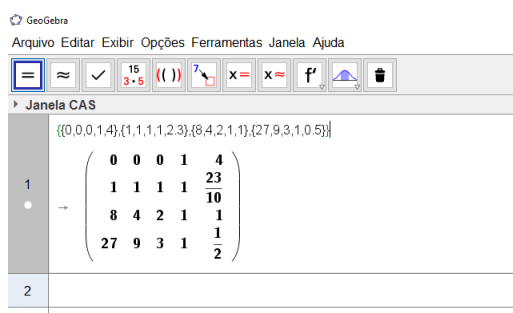 GeoGebra
Arquivo Editar Exibir Opções Ferramentas Janela Ajuda
= ≈ ✓ 15 3•5 (( )) 7 x= x≈ f'
Janela CAS
{{0,0,0,1,4},{1,1,1,1,2.3},{8,4,2,1,1},{27,9,3,1,0.5}}
1
→
0 0 0 1 4
1 1 1 1 23/10
8 4 2 1 1
27 9 3 1 1/2
2